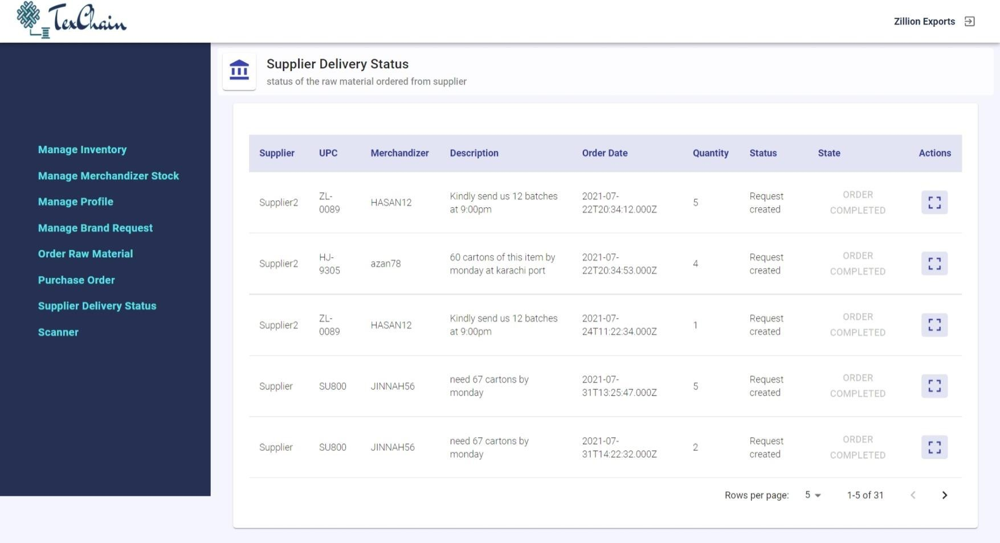 TexChain
Zillion Exports
Supplier Delivery Status
status of the raw material ordered from supplier
Manage Inventory
Manage Merchandizer Stock
Manage Profile
Manage Brand Request
Order Raw Material
Purchase Order
Supplier Delivery Status
Scanner
Supplier UPC Merchandizer Description Order Date Quantity Status State Actions
Supplier2 ZL- HASAN12 Kindly send us 12 batches 2021-07- 5 Request ORDER
0089 at 9:00pm 22T20:34:12.000Z created COMPLETED
Supplier2 HJ- azan78 60 cartons of this item by 2021-07- 4 Request ORDER
9305 monday at karachi port 22T20:34:53.000Z created COMPLETED
Supplier2 ZL- HASAN12 Kindly send us 12 batches 2021-07- 1 Request ORDER
0089 at 9:00pm 24T11:22:34.000Z created COMPLETED
Supplier SU800 JINNAH56 need 67 cartons by 2021-07- 5 Request ORDER
monday 31T13:25:47.000Z created COMPLETED
Supplier SU800 JINNAH56 need 67 cartons by 2021-07- 2 Request ORDER
monday 31T14:22:32.000Z created COMPLETED
Rows per page: 5 1-5 of 31